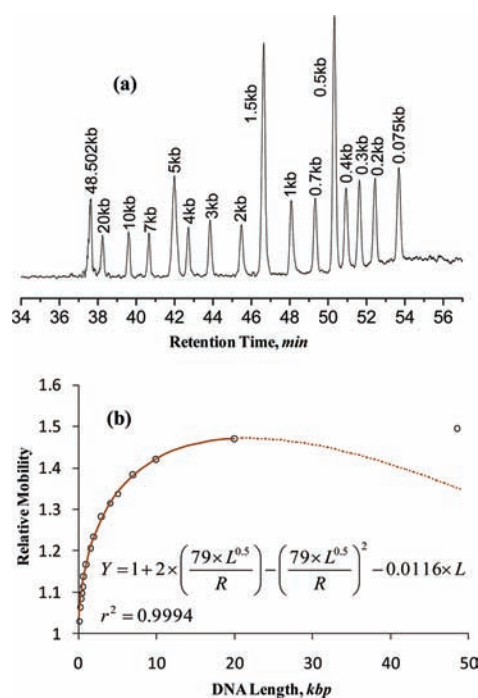 (a)
48.502kb
20kb
10kb
7kb
5kb
4kb
3kb
2kb
1.5kb
1kb
0.7kb
0.5kb
0.4kb
0.3kb
0.2kb
0.075kb
34 36 38 40 42 44 46 48 50 52 54 56
Retention Time, min
1.6
(b)
1.5
1.4
1.3
1.2
1.1
1
Relative Mobility
Y = 1 + 2 × (79 × L^0.5 / R) − (79 × L^0.5 / R)^2 − 0.0116 × L
r^2 = 0.9994
0 10 20 30 40 50
DNA Length, kbp